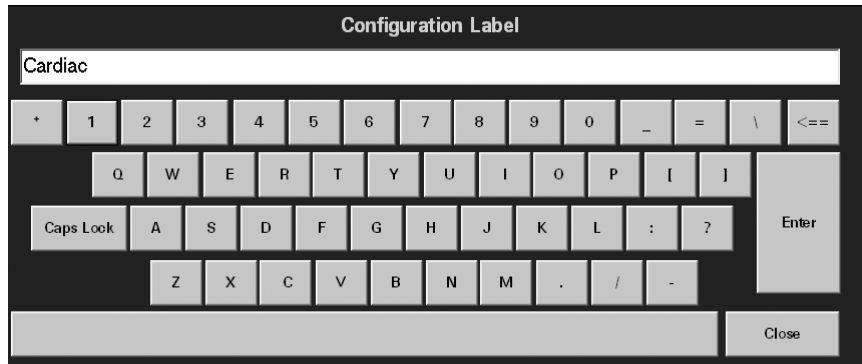 Configuration Label
Cardiac
* 1 2 3 4 5 6 7 8 9 0 _ = \ <==
Q W E R T Y U I O P [ ]
Caps Lock A S D F G H J K L : ? Enter
Z X C V B N M . / -
Close